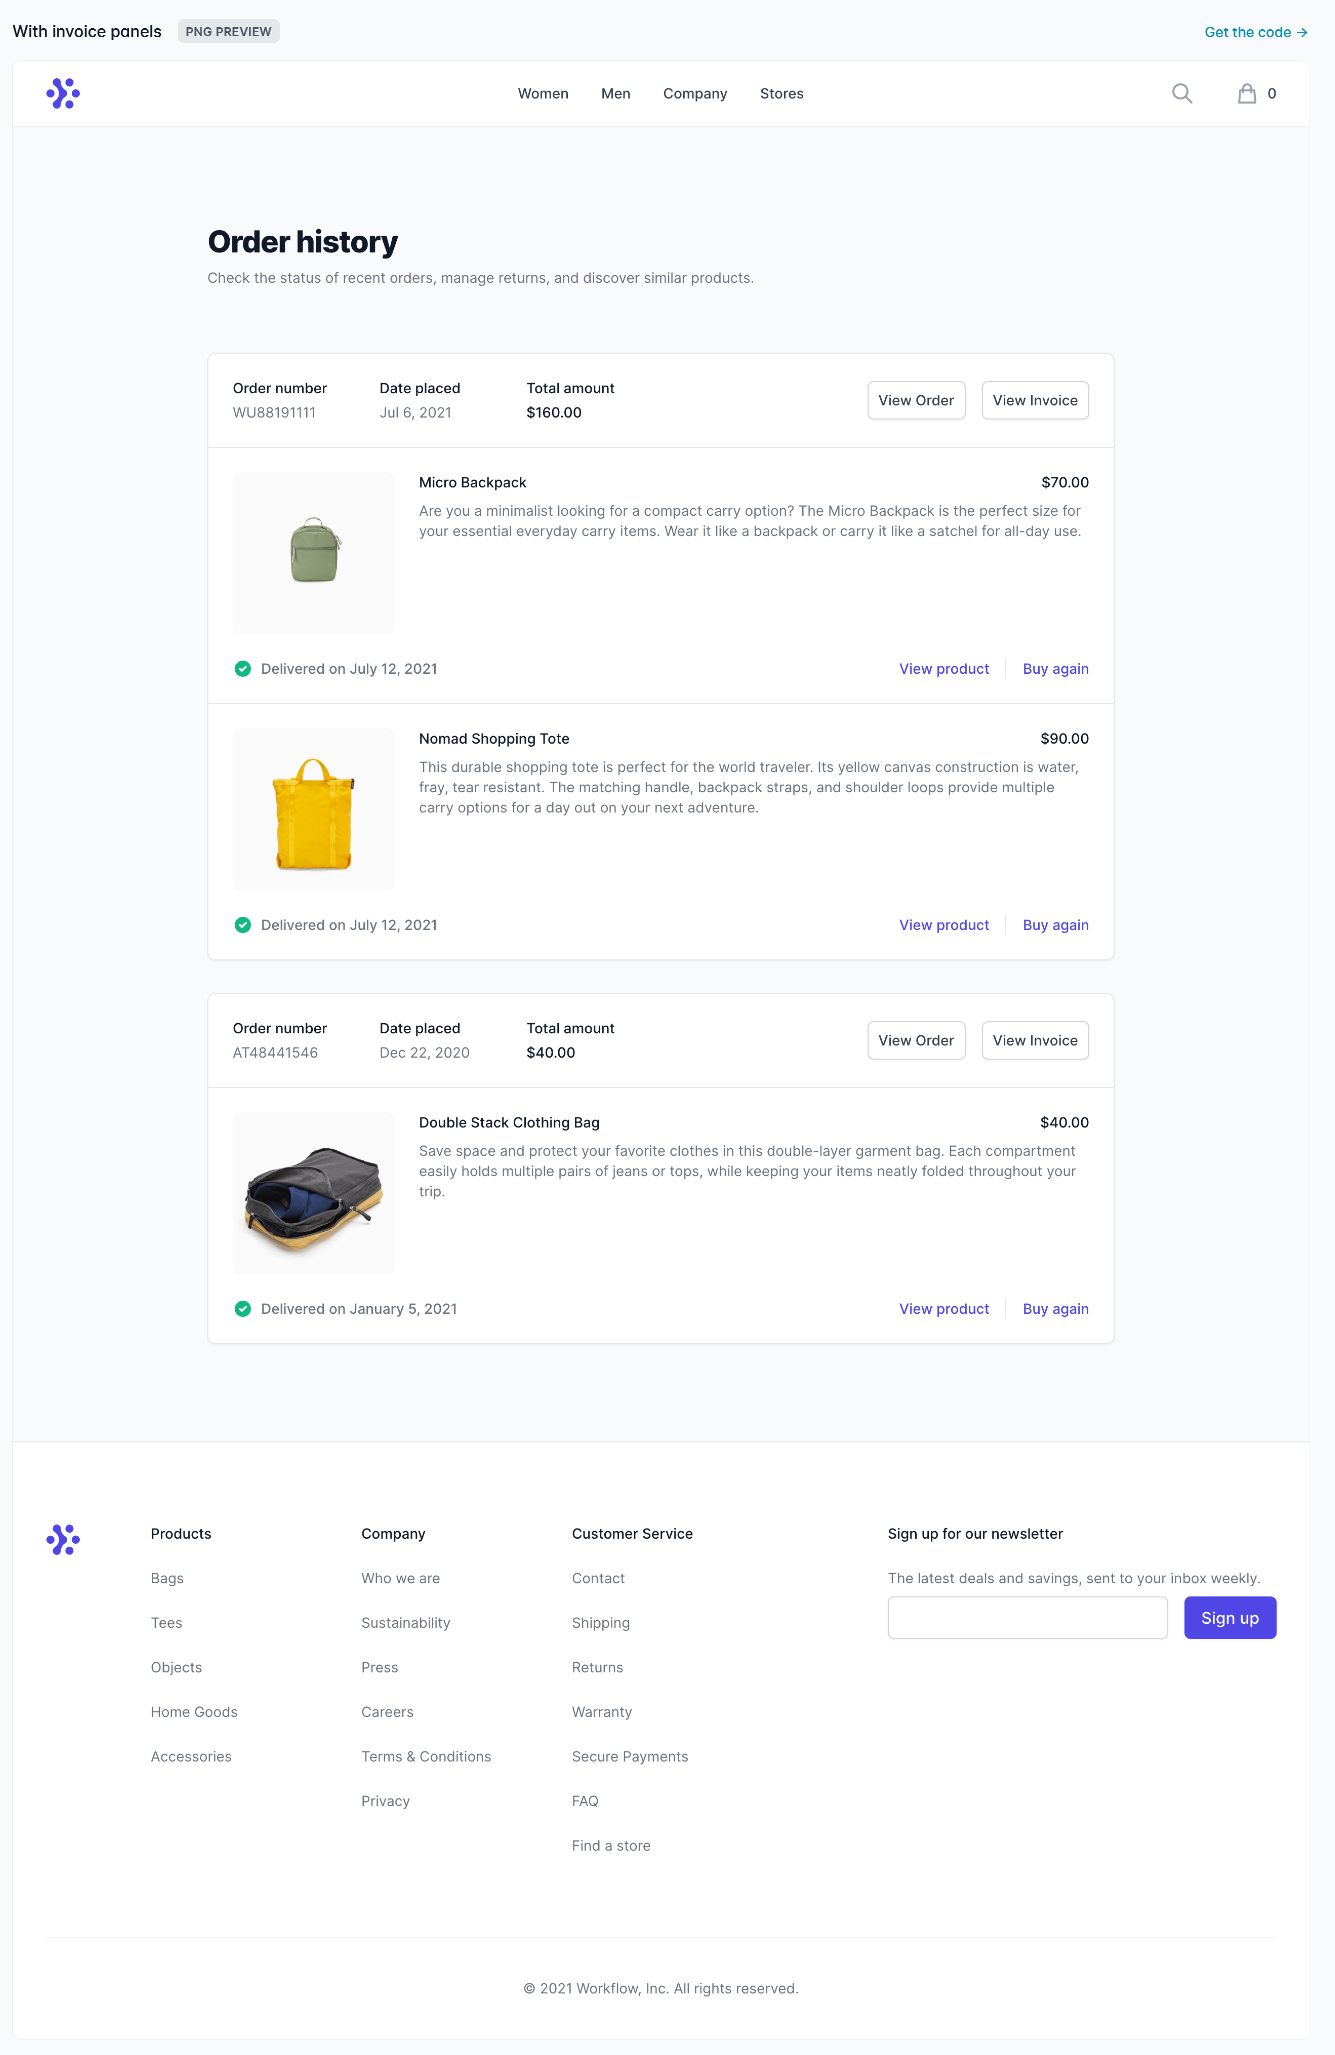 With invoice panels PNG PREVIEW Get the code →
Women Men Company Stores 0
Order history
Check the status of recent orders, manage returns, and discover similar products.
Order number Date placed Total amount View Order View Invoice
WU88191111 Jul 6, 2021 $160.00
Micro Backpack $70.00
Are you a minimalist looking for a compact carry option? The Micro Backpack is the perfect size for
your essential everyday carry items. Wear it like a backpack or carry it like a satchel for all-day use.
Delivered on July 12, 2021 View product Buy again
Nomad Shopping Tote $90.00
This durable shopping tote is perfect for the world traveler. Its yellow canvas construction is water,
fray, tear resistant. The matching handle, backpack straps, and shoulder loops provide multiple
carry options for a day out on your next adventure.
Delivered on July 12, 2021 View product Buy again
Order number Date placed Total amount View Order View Invoice
AT48441546 Dec 22, 2020 $40.00
Double Stack Clothing Bag $40.00
Save space and protect your favorite clothes in this double-layer garment bag. Each compartment
easily holds multiple pairs of jeans or tops, while keeping your items neatly folded throughout your
trip.
Delivered on January 5, 2021 View product Buy again
Products
Bags
Tees
Objects
Home Goods
Accessories
Company
Who we are
Sustainability
Press
Careers
Terms & Conditions
Privacy
Customer Service
Contact
Shipping
Returns
Warranty
Secure Payments
FAQ
Find a store
Sign up for our newsletter
The latest deals and savings, sent to your inbox weekly.
Sign up
© 2021 Workflow, Inc. All rights reserved.